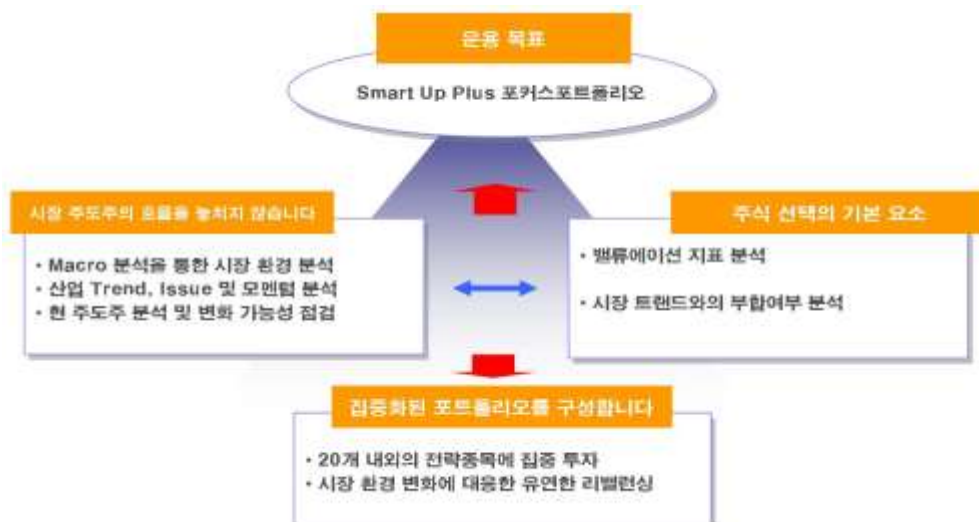 운용 목표
Smart Up Plus 포커스포트폴리오
시장 주도주의 흐름을 놓치지 않습니다
• Macro 분석을 통한 시장 환경 분석
• 산업 Trend, Issue 및 모멘텀 분석
• 현 주도주 분석 및 변화 가능성 점검
주식 선택의 기본 요소
• 밸류에이션 지표 분석
• 시장 트랜드와의 부합여부 분석
집중화된 포트폴리오를 구성합니다
• 20개 내외의 전략종목에 집중 투자
• 시장 환경 변화에 대응한 유연한 리밸런싱